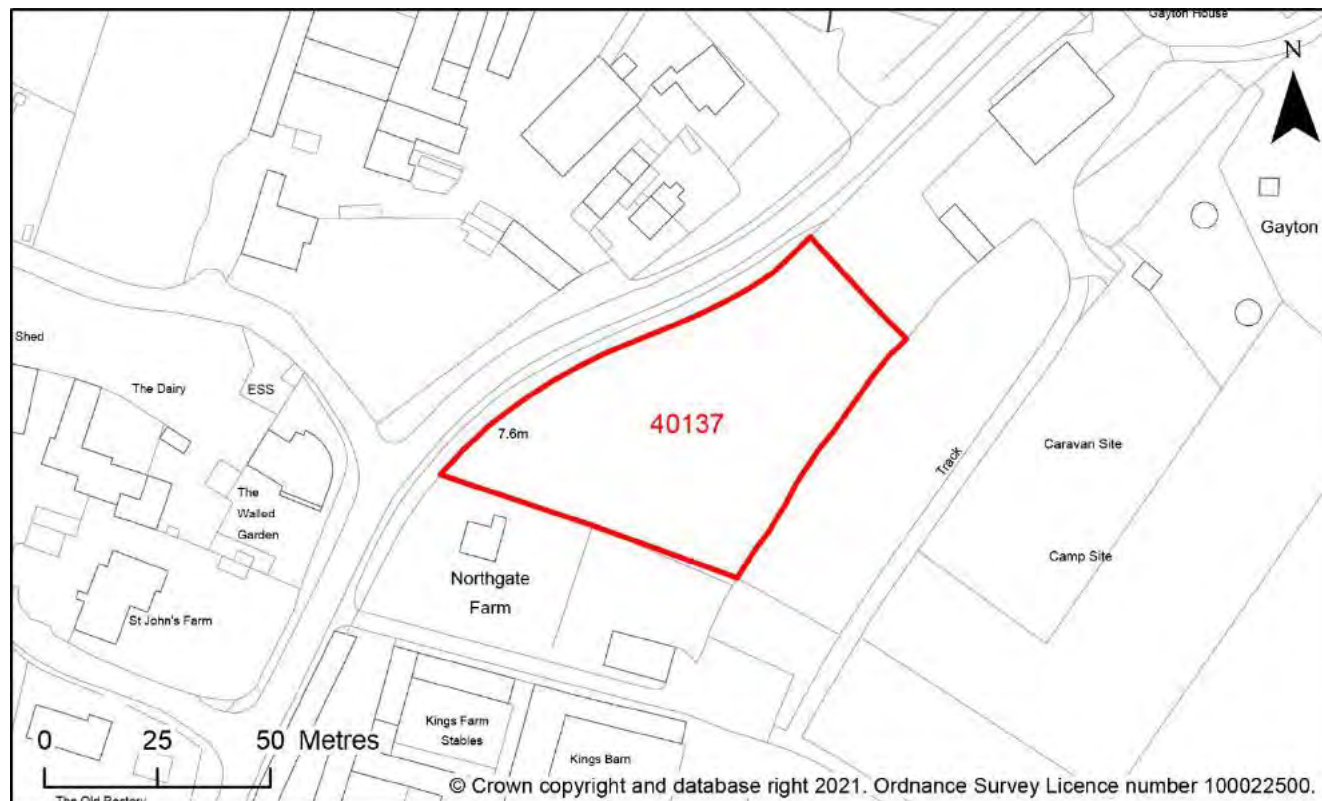 Gayton House
N
Gayton
Shed
The Dairy
ESS
7.6m
40137
Track
Caravan Site
The
Walled
Garden
Northgate
Farm
Camp Site
St John's Farm
Kings Farm
Stables
Kings Barn
0 25 50 Metres
The Old Rectory
© Crown copyright and database right 2021. Ordnance Survey Licence number 100022500.